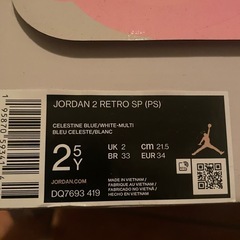 JORDAN 2 RETRO SP (PS)
CELESTINE BLUE/WHITE-MULTI
BLEU CELESTE/BLANC
2 5 Y
UK 2 cm 21.5
BR 33 EUR 34
JORDAN.COM
DQ7693 419
MADE IN VIETNAM /
FABRIQUÉ AU VIETNAM /
FABRICADO NO VIETNÃ /
HECHO EN VIETNAM